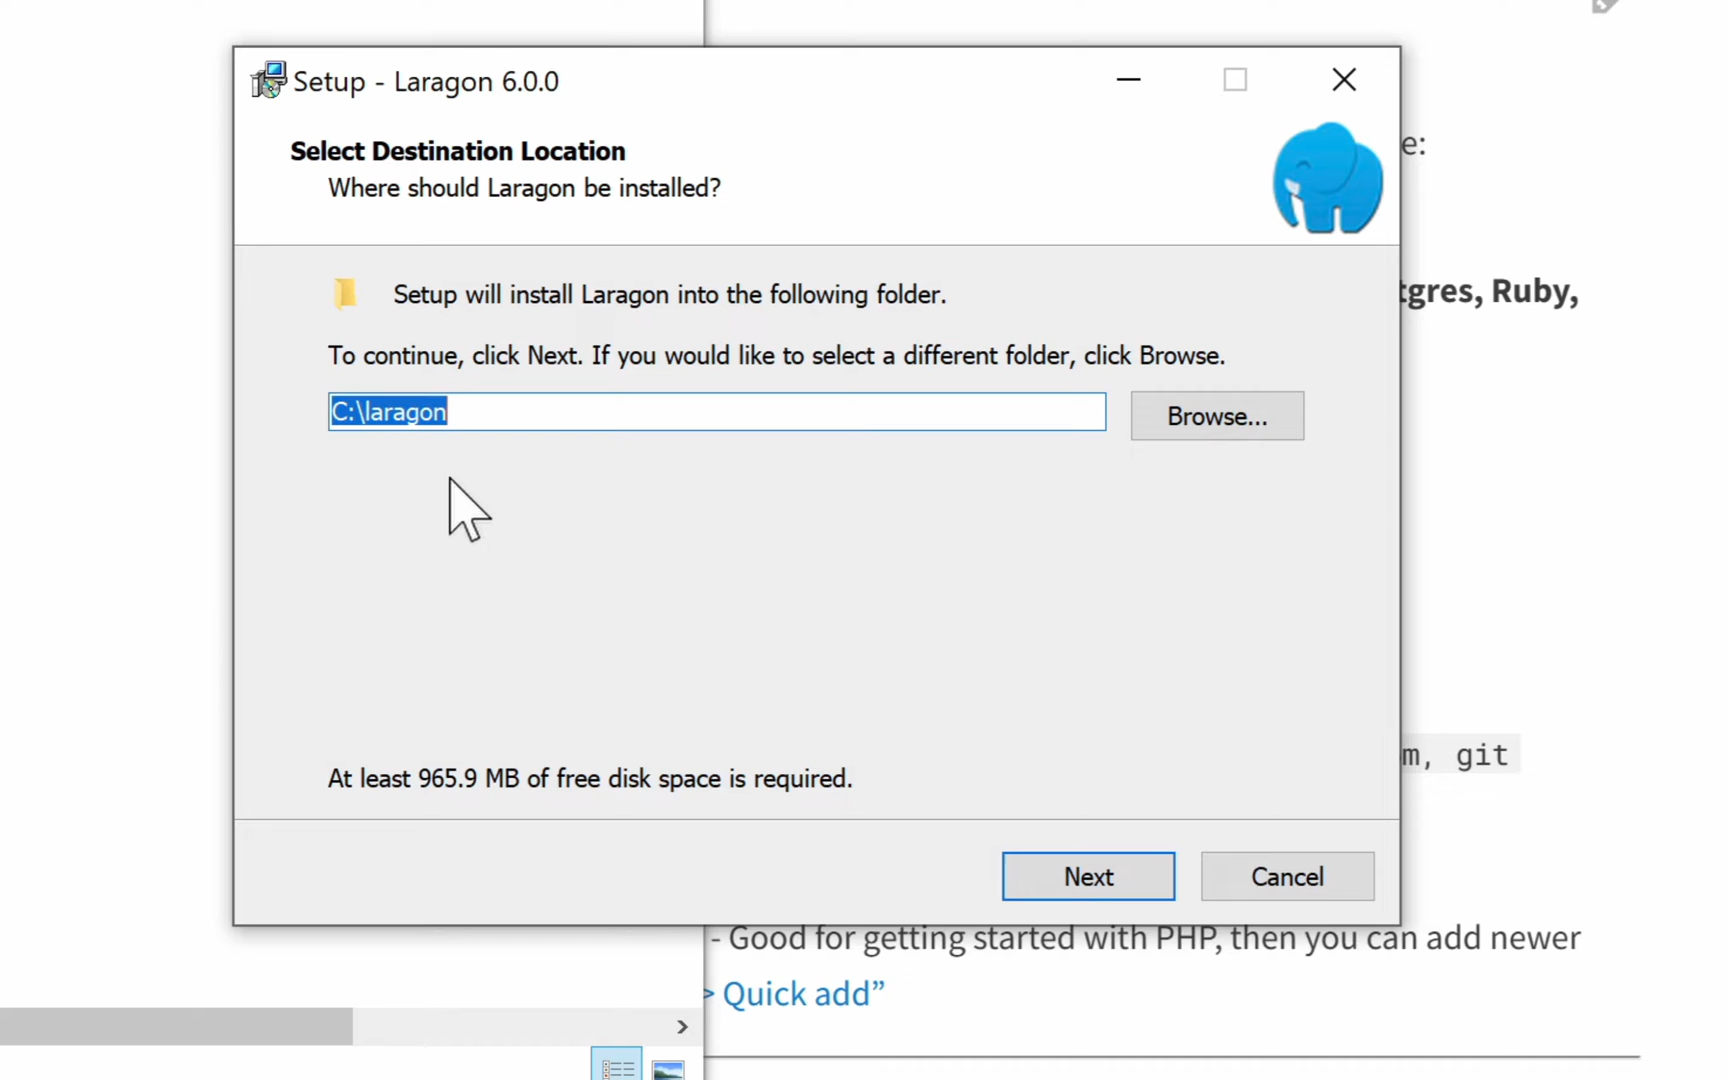 Setup - Laragon 6.0.0
Select Destination Location
Where should Laragon be installed?
e:
Setup will install Laragon into the following folder.
tgres, Ruby,
To continue, click Next. If you would like to select a different folder, click Browse.
C:\laragon
Browse...
m, git
At least 965.9 MB of free disk space is required.
Next
Cancel
- Good for getting started with PHP, then you can add newer
> Quick add”